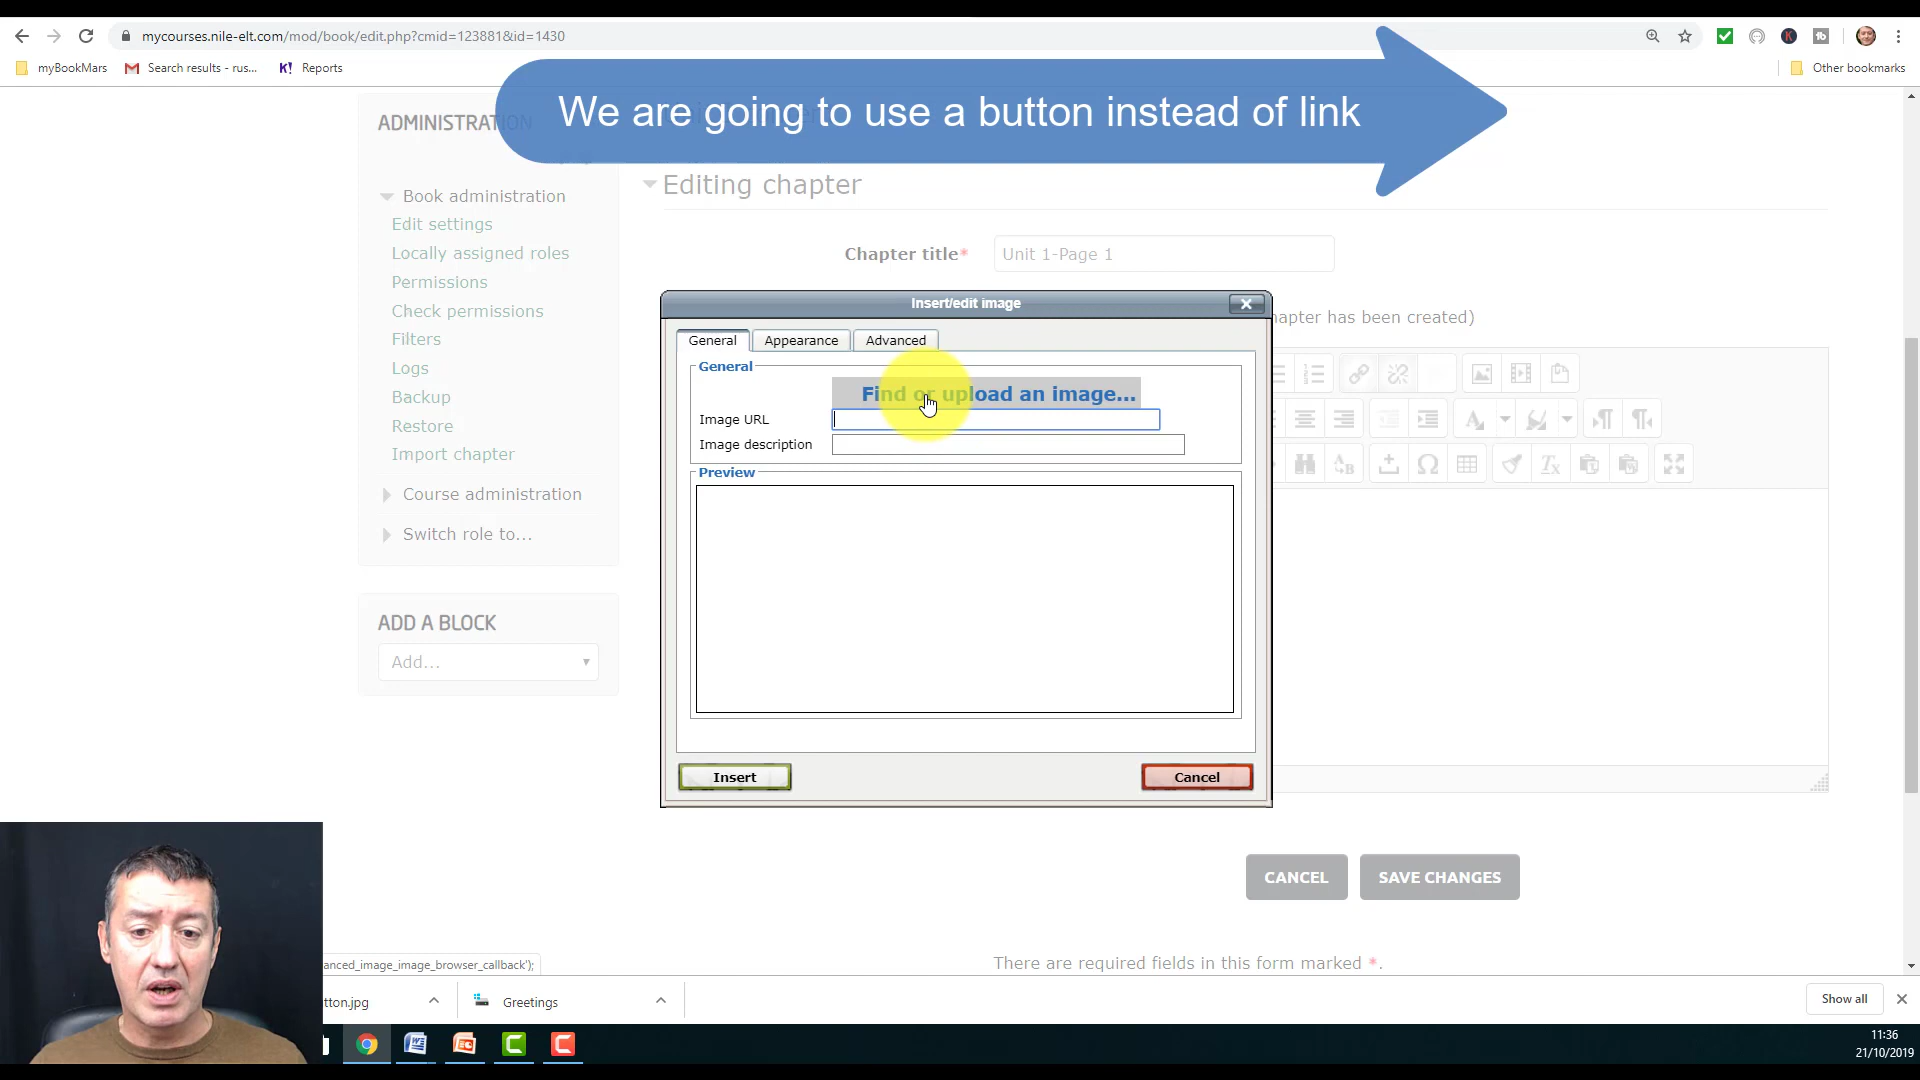 mycourses.nile-elt.com/mod/book/edit.php?cmid=123881&id=1430
myBookMars
Search results - rus...
K!
Reports
Other bookmarks
We are going to use a button instead of link
ADMINISTRATION
Book administration
Edit settings
Locally assigned roles
Permissions
Check permissions
Filters
Logs
Backup
Restore
Import chapter
Course administration
Switch role to...
ADD A BLOCK
Add...
Editing chapter
Chapter title*
Unit 1-Page 1
hapter has been created)
Insert/edit image
General
Appearance
Advanced
General
Find or upload an image...
Image URL
Image description
Preview
Insert
Cancel
CANCEL
SAVE CHANGES
There are required fields in this form marked *.
anced_image_image_browser_callback');
tton.jpg
Greetings
Show all
11:36
21/10/2019